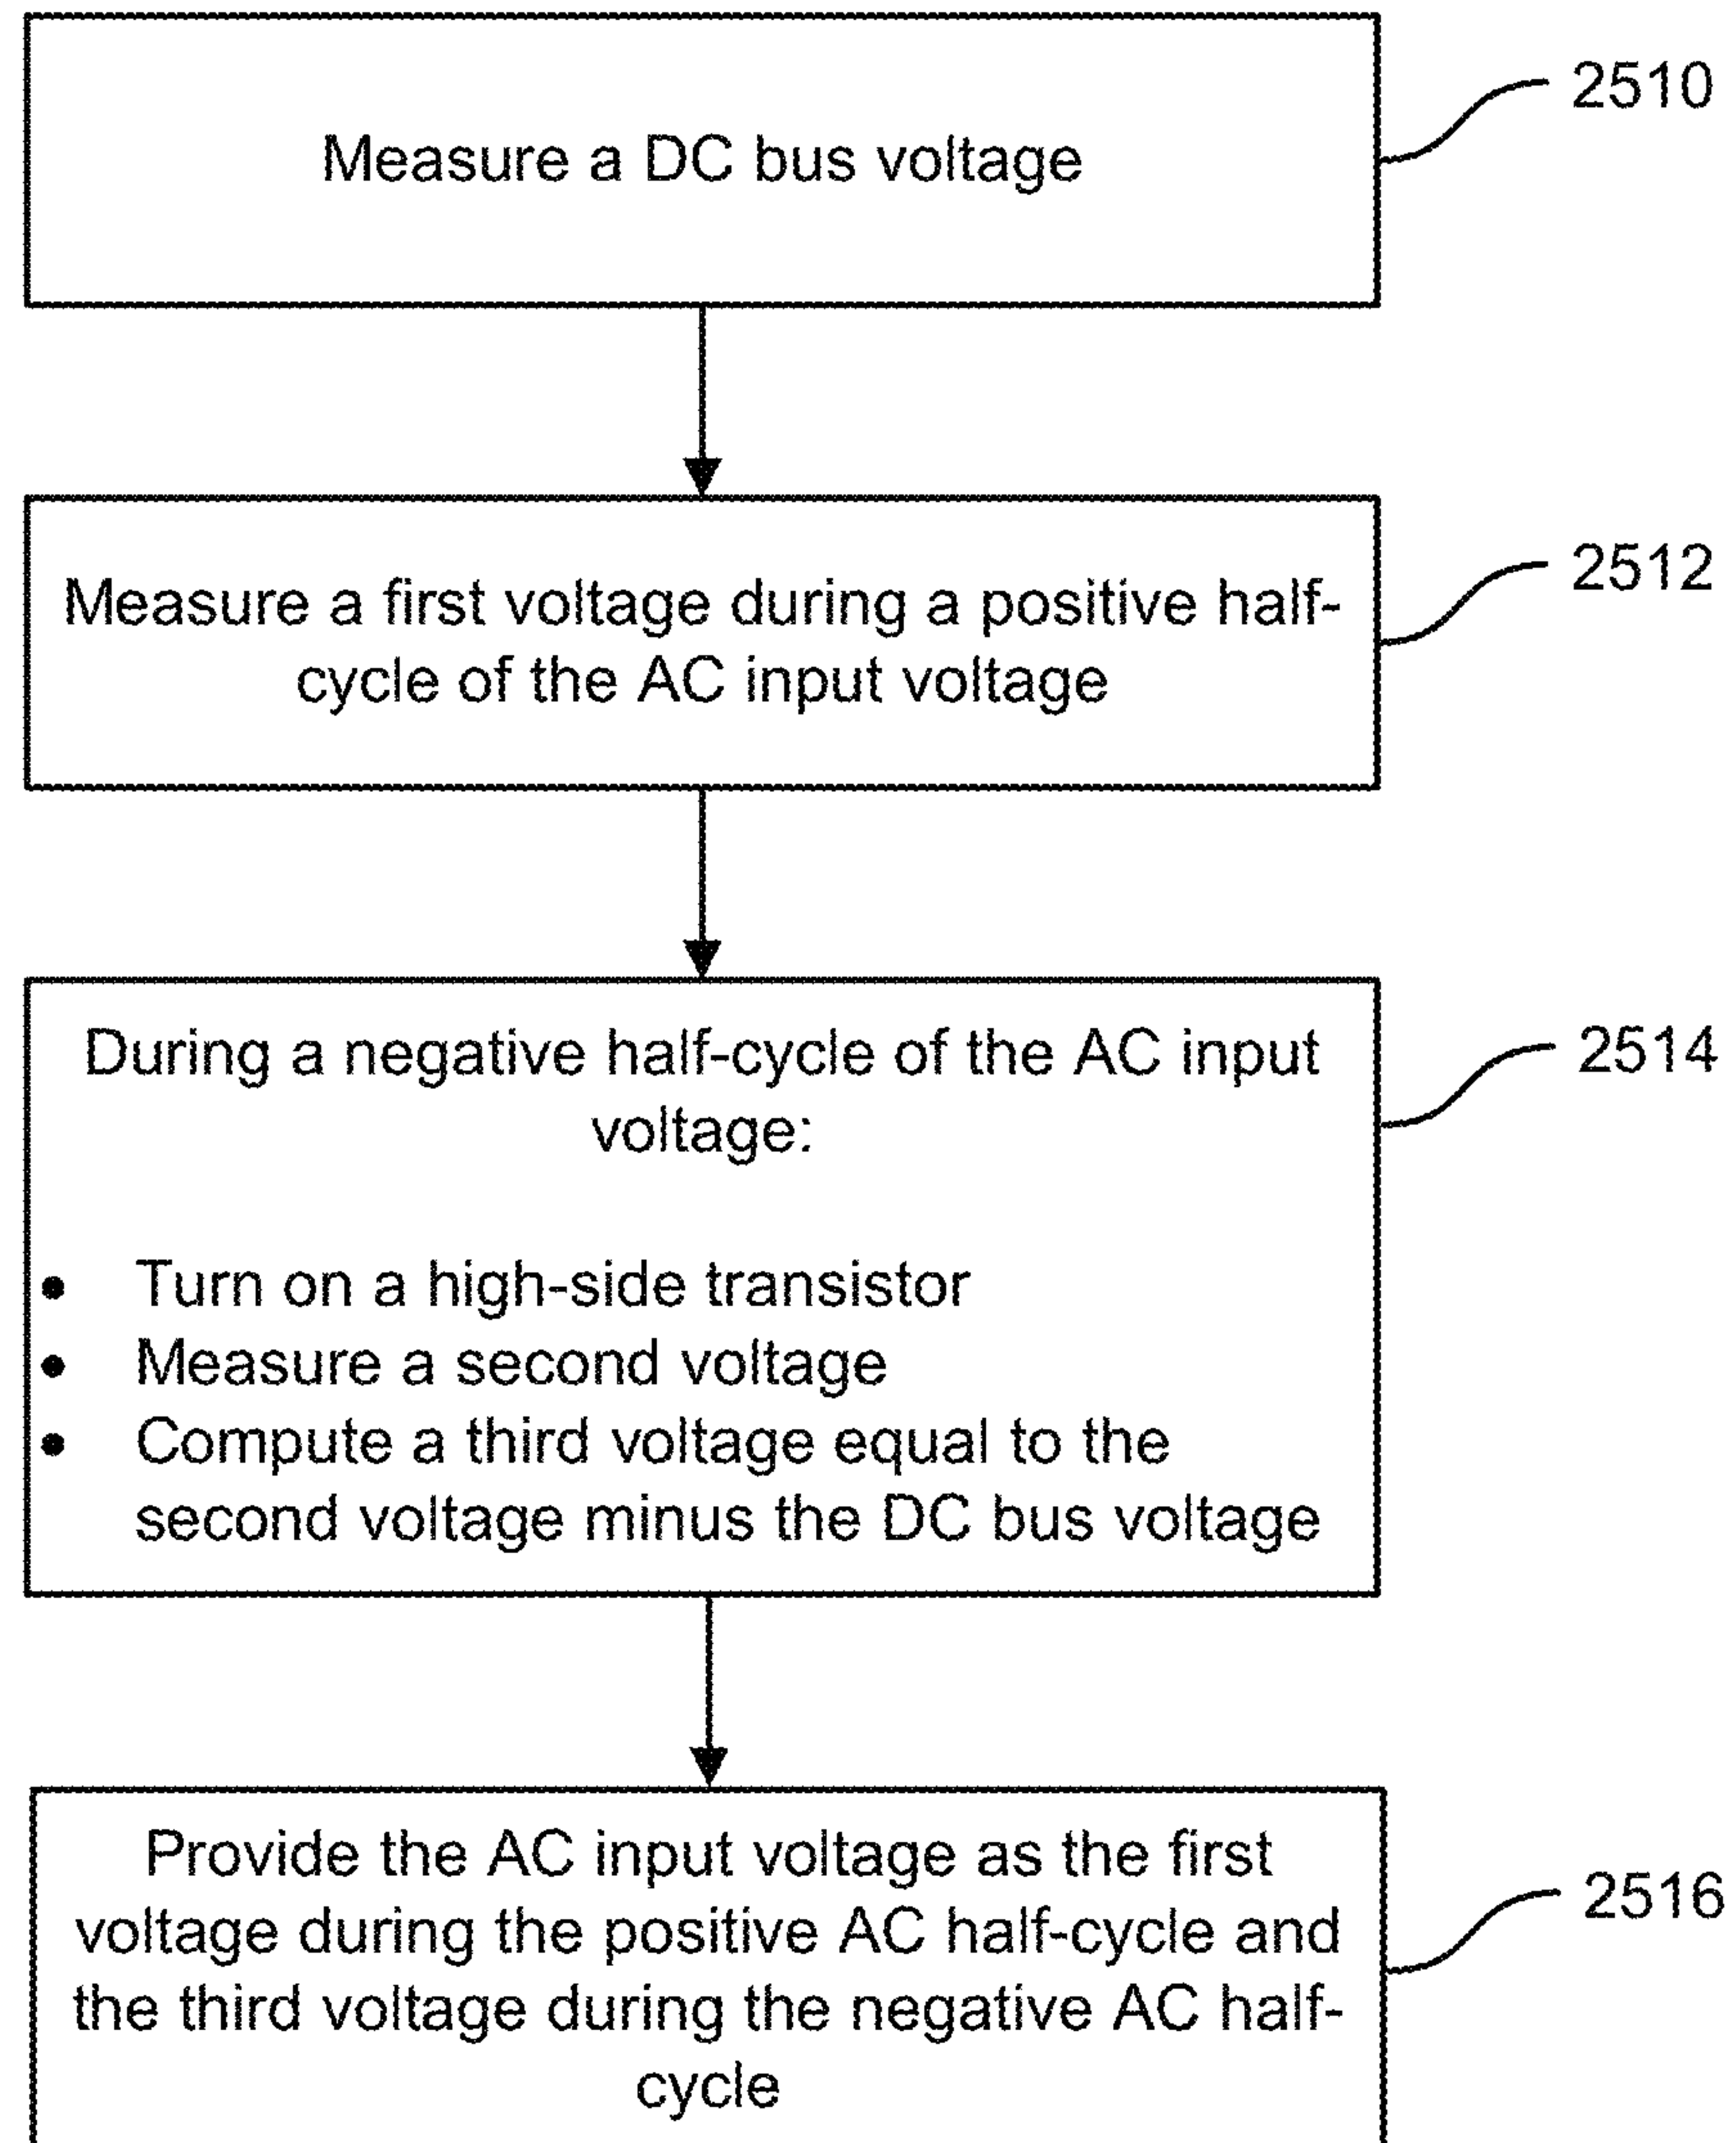 Measure a DC bus voltage
2510
Measure a first voltage during a positive half-
cycle of the AC input voltage
2512
During a negative half-cycle of the AC input
voltage:
• Turn on a high-side transistor
• Measure a second voltage
• Compute a third voltage equal to the
second voltage minus the DC bus voltage
2514
Provide the AC input voltage as the first
voltage during the positive AC half-cycle and
the third voltage during the negative AC half-
cycle
2516